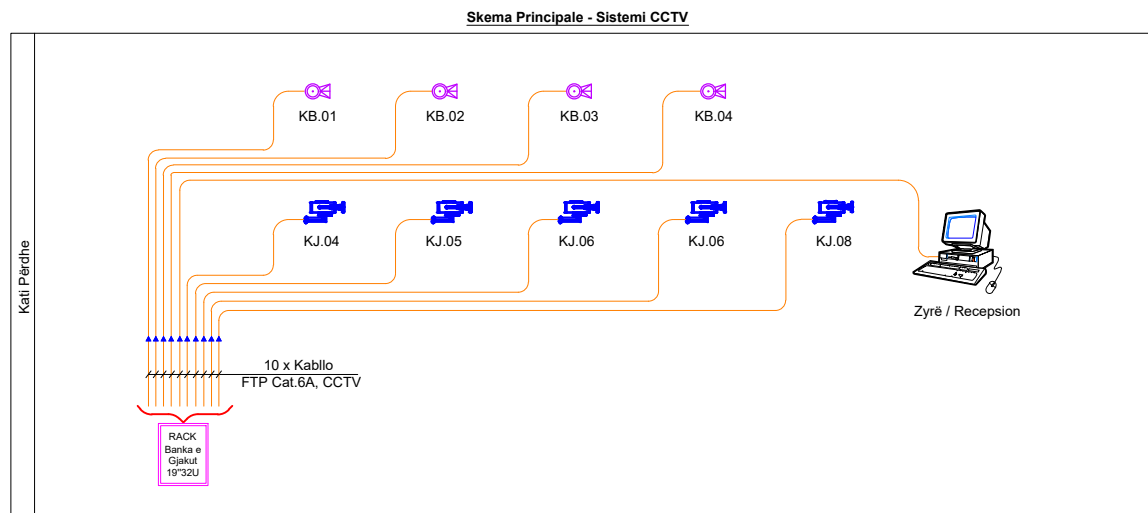 Skema Principale - Sistemi CCTV
Kati Përdhe
KB.01
KB.02
KB.03
KB.04
KJ.04
KJ.05
KJ.06
KJ.06
KJ.08
Zyrë / Recepsion
10 x Kabllo
FTP Cat.6A, CCTV
RACK
Banka e
Gjakut
19"32U